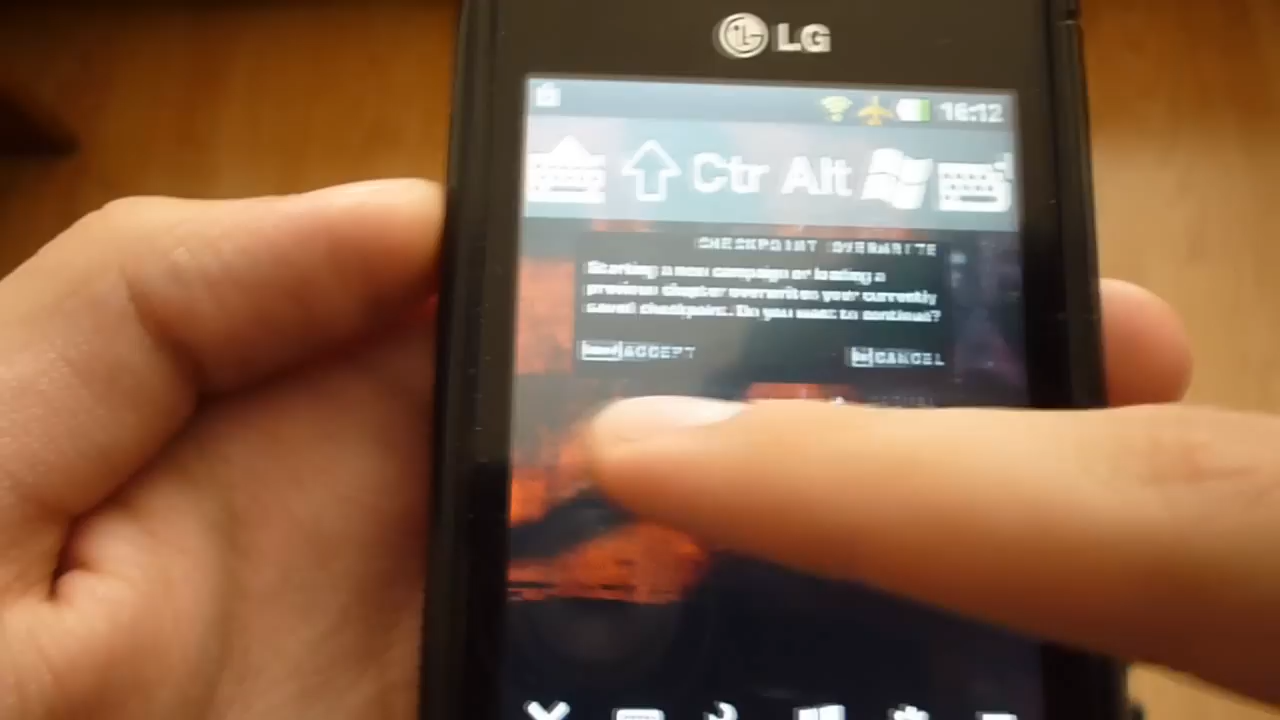 LG
16:12
Ctr Alt
CHECKPOINT OVERWRITE
Starting a new campaign or loading a
previous chapter overwrites your currently
saved checkpoint. Do you want to continue?
ACCEPT
CANCEL